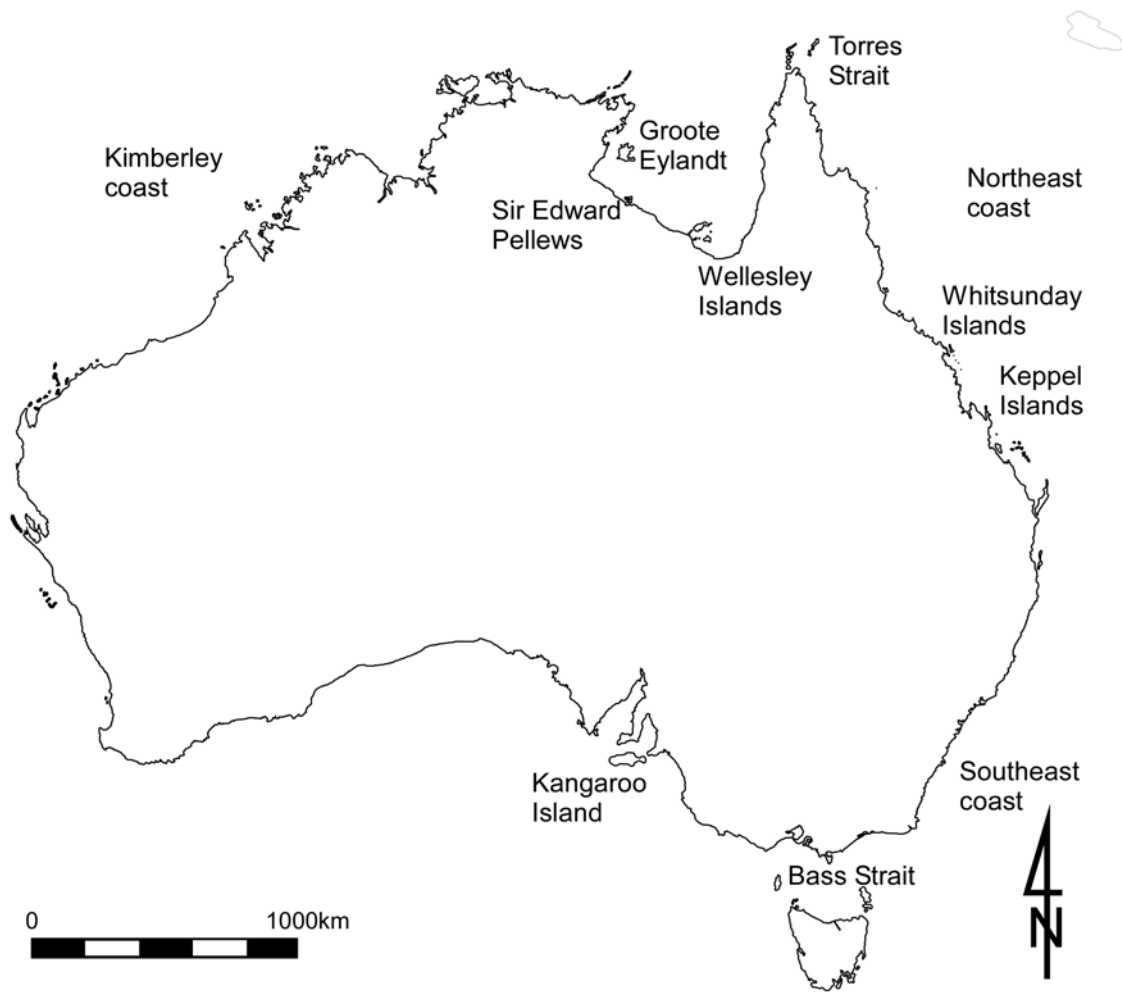 Torres
Strait
Groote
Eylandt
Kimberley
coast
Northeast
coast
Sir Edward
Pellews
Wellesley
Islands
Whitsunday
Islands
Keppel
Islands
Kangaroo
Island
Southeast
coast
Bass Strait
0 1000km
N